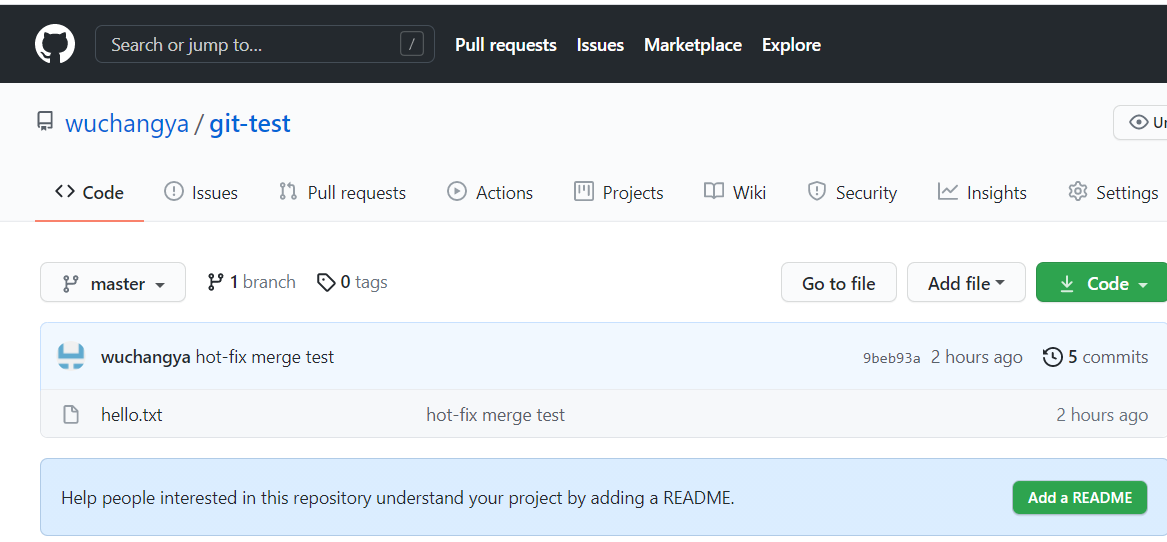 Search or jump to... / Pull requests Issues Marketplace Explore
wuchangya / git-test
Code Issues Pull requests Actions Projects Wiki Security Insights Settings
master 1 branch 0 tags Go to file Add file Code
wuchangya hot-fix merge test 9beb93a 2 hours ago 5 commits
hello.txt hot-fix merge test 2 hours ago
Help people interested in this repository understand your project by adding a README. Add a README